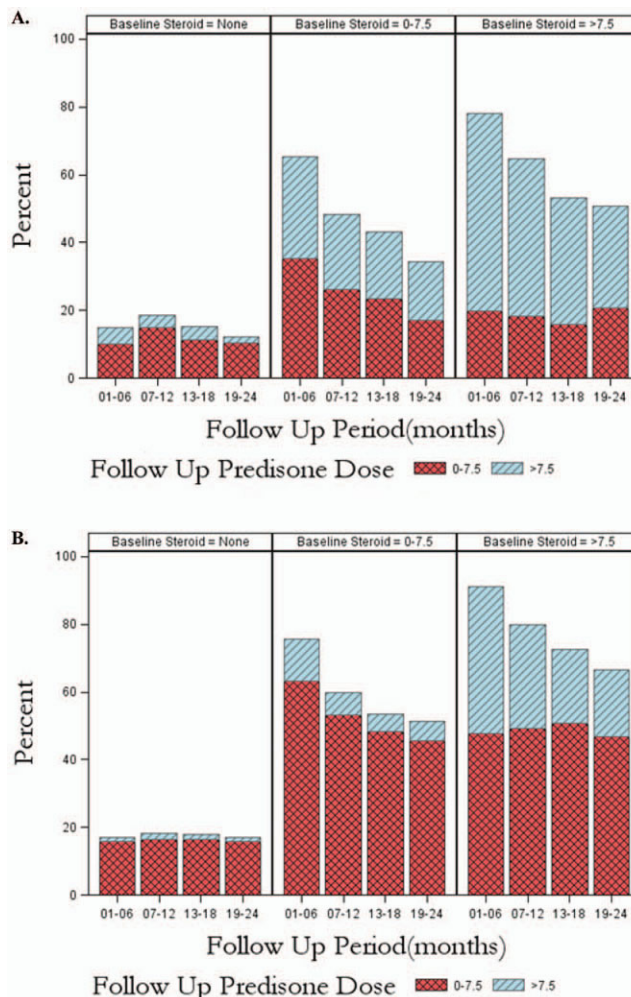 A.
Baseline Steroid = None Baseline Steroid = 0-7.5 Baseline Steroid = >7.5
100
80
60
40
20
0
Percent
01-06 07-12 13-18 19-24 01-06 07-12 13-18 19-24 01-06 07-12 13-18 19-24
Follow Up Period(months)
Follow Up Predisone Dose 0-7.5 >7.5
B.
Baseline Steroid = None Baseline Steroid = 0-7.5 Baseline Steroid = >7.5
100
80
60
40
20
0
Percent
01-06 07-12 13-18 19-24 01-06 07-12 13-18 19-24 01-06 07-12 13-18 19-24
Follow Up Period(months)
Follow Up Predisone Dose 0-7.5 >7.5